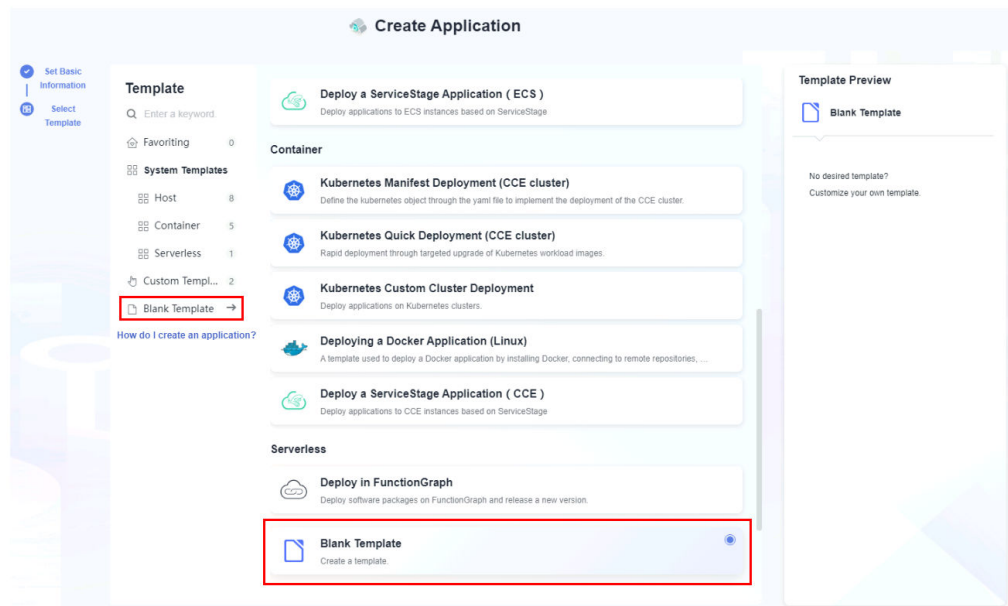 Create Application
Set Basic
Information
Select
Template
Template
Enter a keyword.
Favoriting 0
System Templates
Host 8
Container 5
Serverless 1
Custom Templ... 2
Blank Template →
How do I create an application?
Deploy a ServiceStage Application ( ECS )
Deploy applications to ECS instances based on ServiceStage
Container
Kubernetes Manifest Deployment (CCE cluster)
Define the kubernetes object through the yaml file to implement the deployment of the CCE cluster.
Kubernetes Quick Deployment (CCE cluster)
Rapid deployment through targeted upgrade of Kubernetes workload images.
Kubernetes Custom Cluster Deployment
Deploy applications on Kubernetes clusters.
Deploying a Docker Application (Linux)
A template used to deploy a Docker application by installing Docker, connecting to remote repositories, ...
Deploy a ServiceStage Application ( CCE )
Deploy applications to CCE instances based on ServiceStage
Serverless
Deploy in FunctionGraph
Deploy software packages on FunctionGraph and release a new version.
Blank Template
Create a template.
Template Preview
Blank Template
No desired template?
Customize your own template.